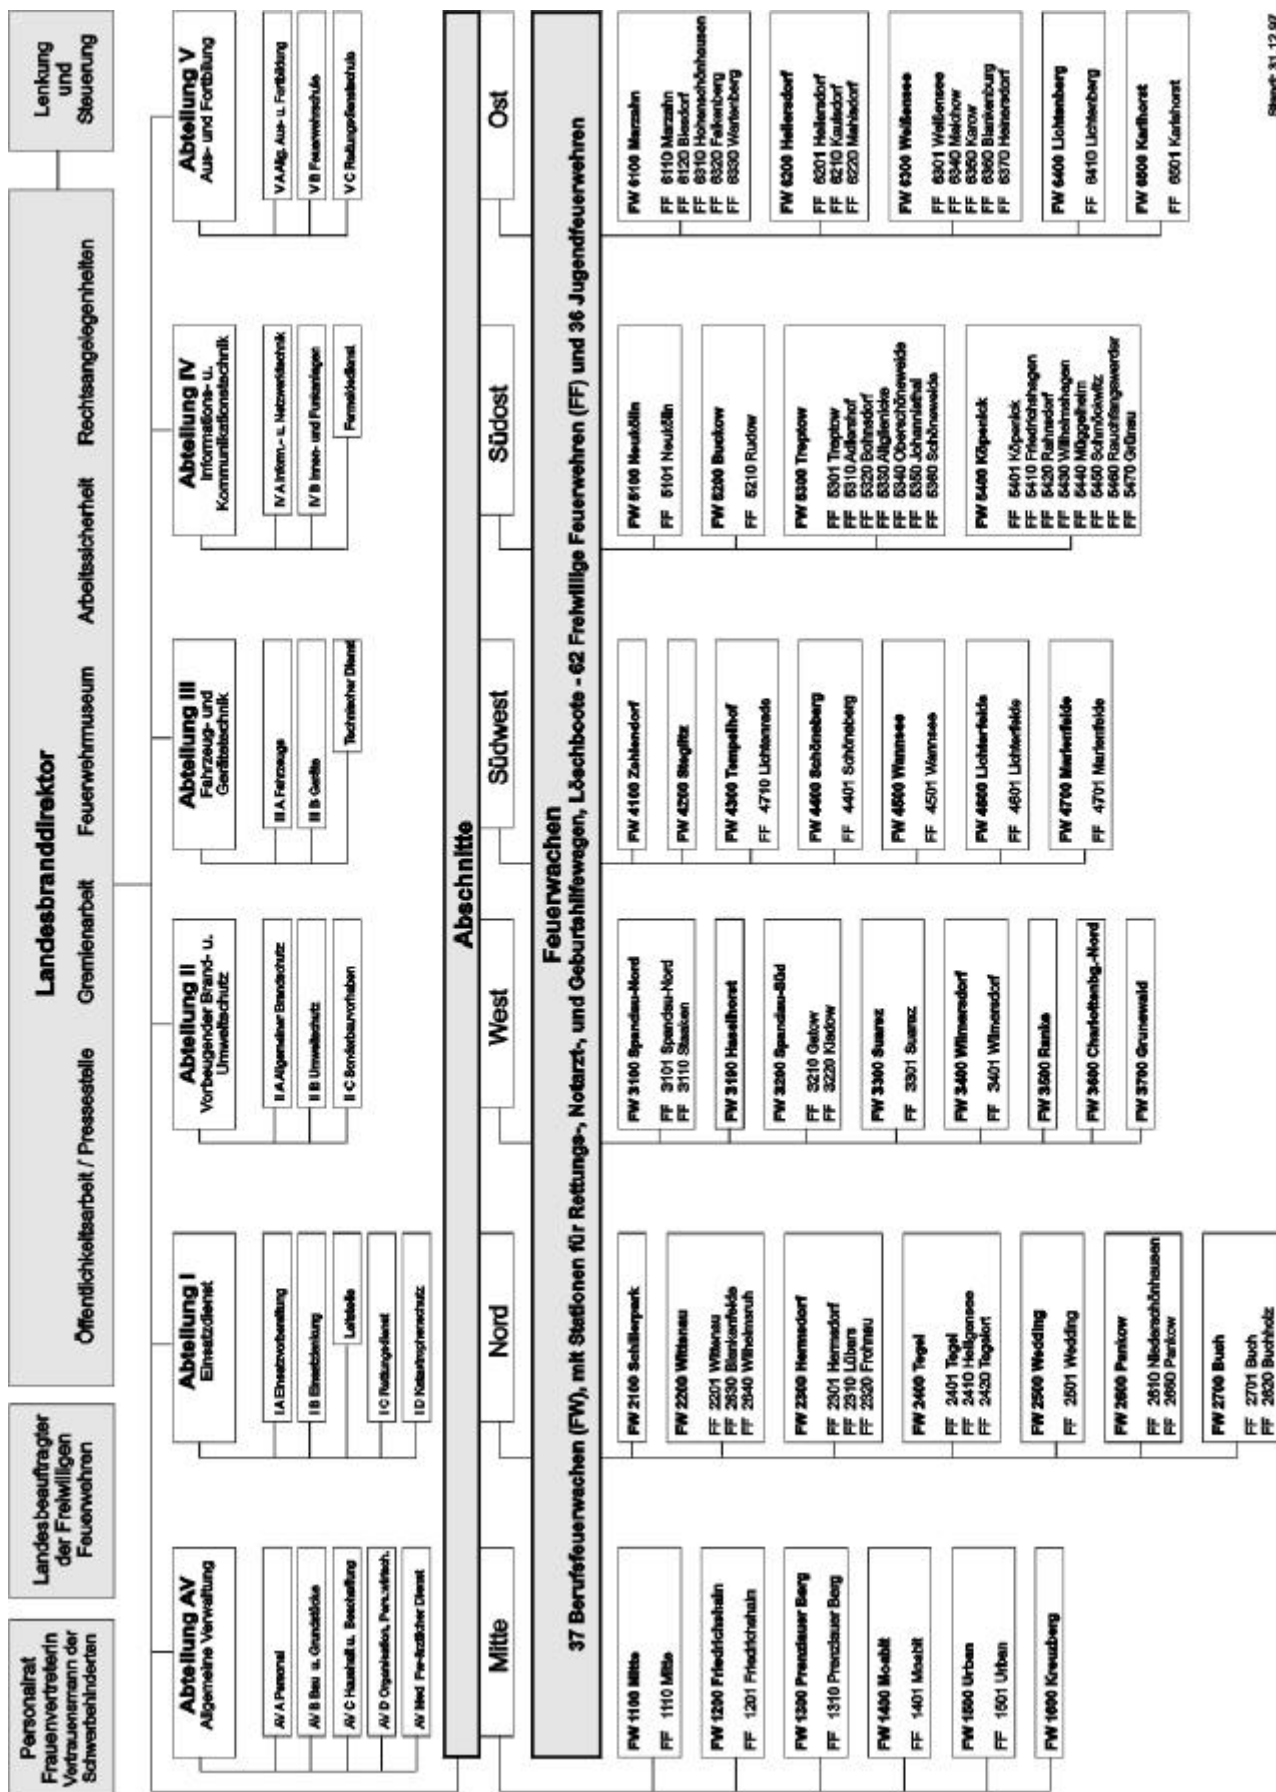 Personalrat
Frauenvertreterin
Vertrauensmann der
Schwerbehinderten
Landesbeauftragter
der Freiwilligen
Feuerwehren
Landesbranddirektor
Öffentlichkeitsarbeit / Pressestelle Gremienarbeit Feuerwehrmuseum Arbeitssicherheit Rechtsangelegenheiten
Lenkung
und
Steuerung
Abteilung AV
Allgemeine Verwaltung
AV A Personal
AV B Bau u. Grundstücke
AV C Haushalt u. Beschaffung
AV D Organisation, Pers.wirtsch.
AV Med Fw-Ärztlicher Dienst
Abteilung I
Einsatzdienst
I A Einsatzvorbereitung
I B Einsatzlenkung
Leitstelle
I C Rettungsdienst
I D Katastrophenschutz
Abteilung II
Vorbeugender Brand- u.
Umweltschutz
II A Allgemeiner Brandschutz
II B Umweltschutz
II C Sonderbauvorhaben
Abteilung III
Fahrzeug- und
Gerätetechnik
III A Fahrzeuge
III B Geräte
Technischer Dienst
Abteilung IV
Informations- u.
Kommunikationstechnik
IV A Inform.- u. Netzwerktechnik
IV B Innen- und Funkanlagen
Fernmeldedienst
Abteilung V
Aus- und Fortbilung
V A Allg. Aus- u. Fortbildung
V B Feuerwehrschule
V C Rettungsdienstschule
Abschnitte
Mitte
Nord
West
Südwest
Südost
Ost
Feuerwachen
37 Berufsfeuerwachen (FW), mit Stationen für Rettungs-, Notarzt-, und Geburtshilfewagen, Löschboote - 62 Freiwillige Feuerwehren (FF) und 36 Jugendfeuerwehren
FW 1100 Mitte
FF 1110 Mitte
FW 1200 Friedrichshain
FF 1201 Friedrichshain
FW 1300 Prenzlauer Berg
FF 1310 Prenzlauer Berg
FW 1400 Moabit
FF 1401 Moabit
FW 1500 Urban
FF 1501 Urban
FW 1600 Kreuzberg
FW 2100 Schillerpark
FW 2200 Wittenau
FF 2201 Wittenau
FF 2630 Blankenfelde
FF 2640 Wilhelmsruh
FW 2300 Hermsdorf
FF 2301 Hermsdorf
FF 2310 Lübars
FF 2320 Frohnau
FW 2400 Tegel
FF 2401 Tegel
FF 2410 Heiligensee
FF 2420 Tegelort
FW 2500 Wedding
FF 2501 Wedding
FW 2600 Pankow
FF 2610 Niederschönhausen
FF 2660 Pankow
FW 2700 Buch
FF 2701 Buch
FF 2620 Buchholz
FW 3100 Spandau-Nord
FF 3101 Spandau-Nord
FF 3110 Staaken
FW 3190 Haselhorst
FW 3200 Spandau-Süd
FF 3210 Gatow
FF 3220 Kladow
FW 3300 Suarez
FF 3301 Suarez
FW 3400 Wilmersdorf
FF 3401 Wilmersdorf
FW 3500 Ranke
FW 3600 Charlottenbg.-Nord
FW 3700 Grunewald
FW 4100 Zehlendorf
FW 4200 Steglitz
FW 4300 Tempelhof
FF 4710 Lichtenrade
FW 4400 Schöneberg
FF 4401 Schöneberg
FW 4500 Wannsee
FF 4501 Wannsee
FW 4600 Lichterfelde
FF 4601 Lichterfelde
FW 4700 Marienfelde
FF 4701 Marienfelde
FW 5100 Neukölln
FF 5101 Neukölln
FW 5200 Buckow
FF 5210 Rudow
FW 5300 Treptow
FF 5301 Treptow
FF 5310 Adlershof
FF 5320 Bohnsdorf
FF 5330 Altglienicke
FF 5340 Oberschöneweide
FF 5350 Johannisthal
FF 5360 Schöneweide
FW 5400 Köpenick
FF 5401 Köpenick
FF 5410 Friedrichshagen
FF 5420 Rahnsdorf
FF 5430 Wilhelmshagen
FF 5440 Müggelheim
FF 5450 Schmöckwitz
FF 5460 Rauchfangswerder
FF 5470 Grünau
FW 6100 Marzahn
FF 6110 Marzahn
FF 6120 Biesdorf
FF 6310 Hohenschönhausen
FF 6320 Falkenberg
FF 6330 Wartenberg
FW 6200 Hellersdorf
FF 6201 Hellersdorf
FF 6210 Kaulsdorf
FF 6220 Mahlsdorf
FW 6300 Weißensee
FF 6301 Weißensee
FF 6340 Malchow
FF 6350 Karow
FF 6360 Blankenburg
FF 6370 Heinersdorf
FW 6400 Lichtenberg
FF 6410 Lichtenberg
FW 6500 Karlhorst
FF 6501 Karlshorst
Stand: 31.12.97